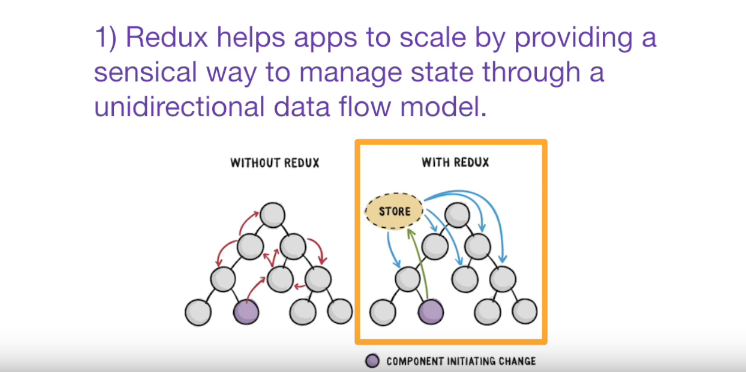 1) Redux helps apps to scale by providing a
sensical way to manage state through a
unidirectional data flow model.
WITHOUT REDUX
WITH REDUX
STORE
COMPONENT INITIATING CHANGE